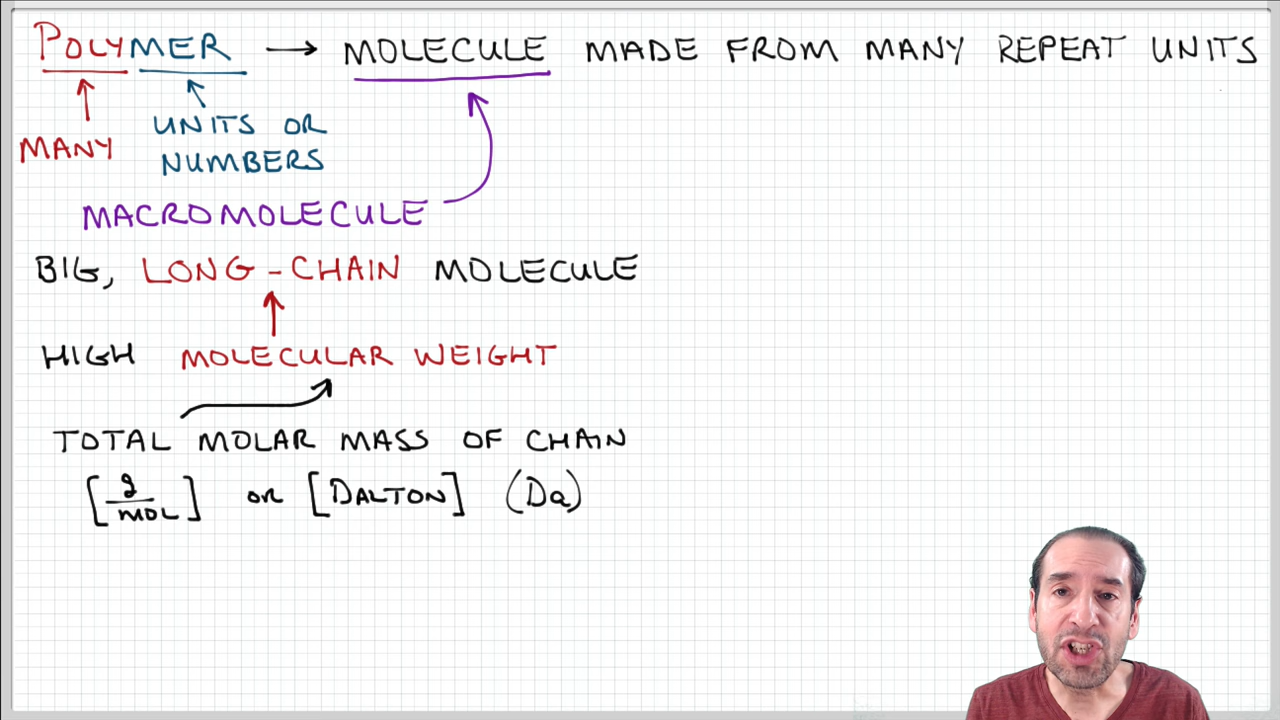 POLYMER → MOLECULE MADE FROM MANY REPEAT UNITS
MANY
UNITS OR
NUMBERS
MACROMOLECULE
BIG, LONG-CHAIN MOLECULE
HIGH MOLECULAR WEIGHT
TOTAL MOLAR MASS OF CHAIN
[g/MOL] OR [DALTON] (Da)